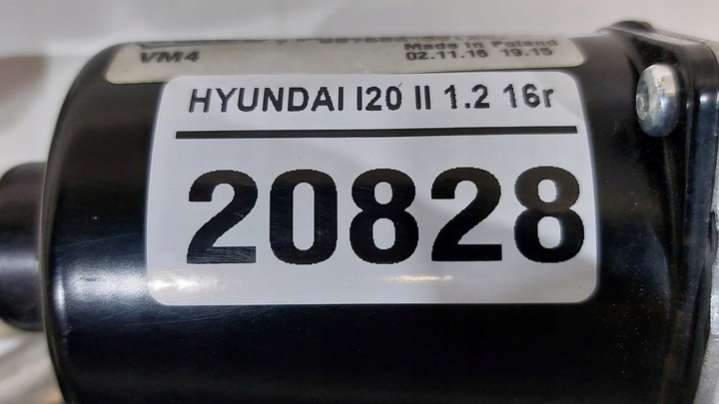 Made in Poland
VM4 02.11.16 19.15
HYUNDAI I20 II 1.2 16r
20828